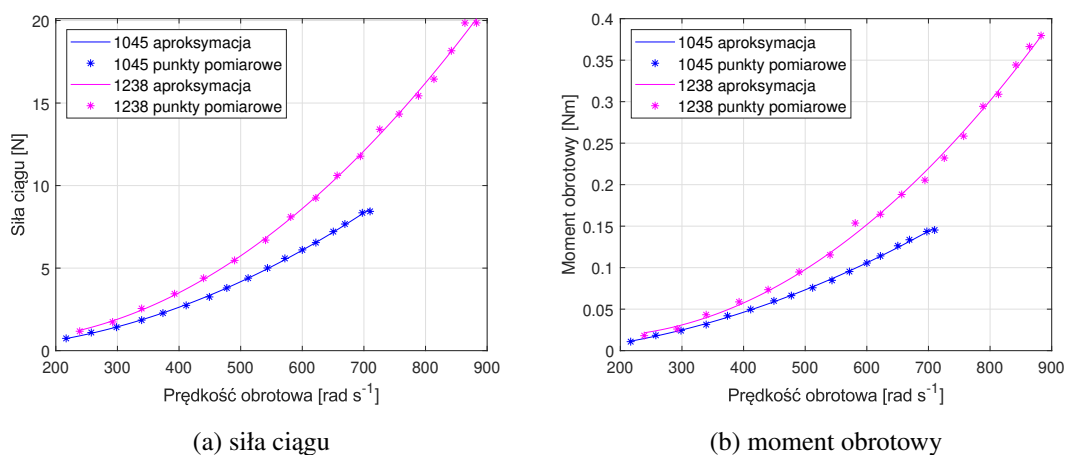 20
15
10
5
0
Siła ciągu [N]
1045 aproksymacja
1045 punkty pomiarowe
1238 aproksymacja
1238 punkty pomiarowe
200 300 400 500 600 700 800 900
Prędkość obrotowa [rad s⁻¹]
(a) siła ciągu
0.4
0.35
0.3
0.25
0.2
0.15
0.1
0.05
0
Moment obrotowy [Nm]
1045 aproksymacja
1045 punkty pomiarowe
1238 aproksymacja
1238 punkty pomiarowe
200 300 400 500 600 700 800 900
Prędkość obrotowa [rad s⁻¹]
(b) moment obrotowy